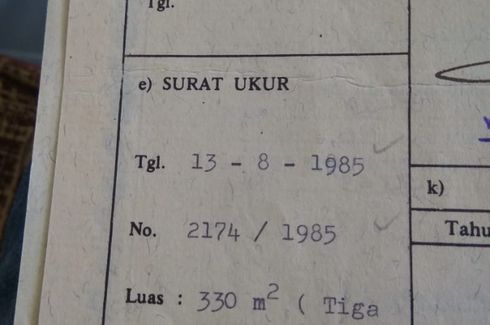 Tgl.
e) SURAT UKUR
Tgl. 13 - 8 - 1985
No. 2174 / 1985
Luas : 330 m² ( Tiga
k)
Tahu